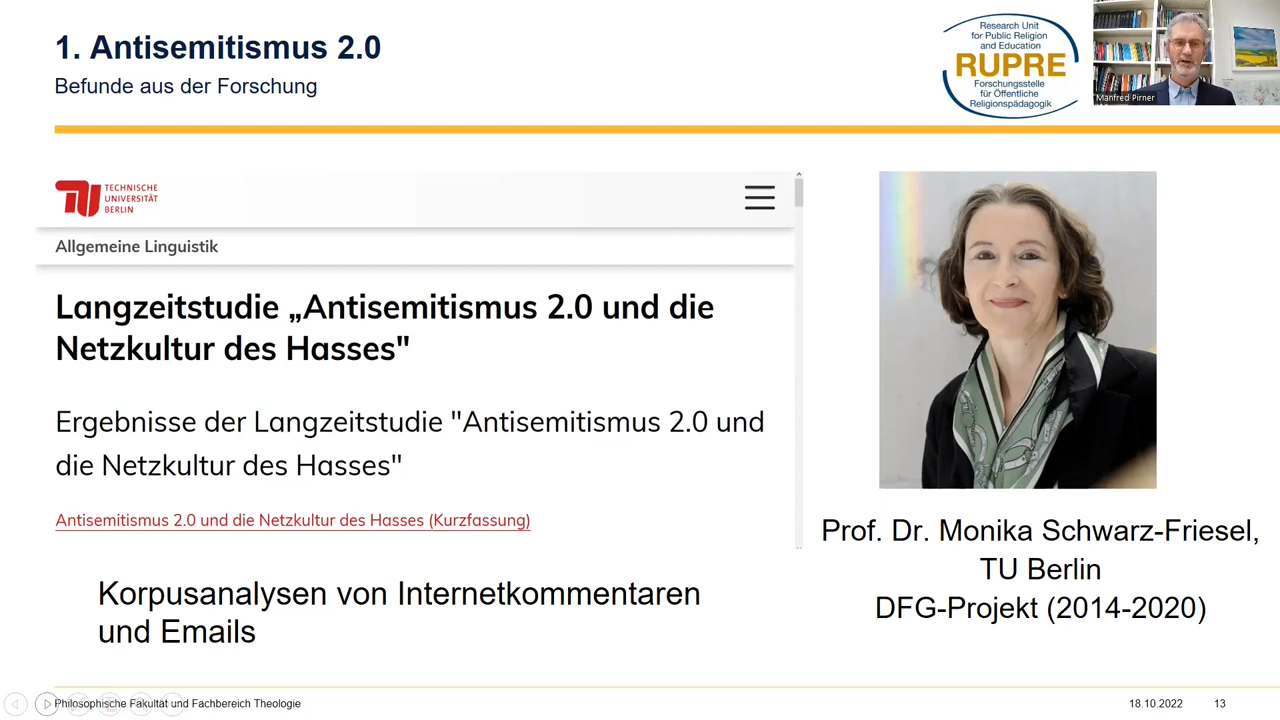 1. Antisemitismus 2.0
Befunde aus der Forschung
Research Unit
for Public Religion
and Education
RUPRE
Forschungsstelle
für Öffentliche
Religionspädagogik
Manfred Pirner
TECHNISCHE
UNIVERSITÄT
BERLIN
Allgemeine Linguistik
Langzeitstudie „Antisemitismus 2.0 und die
Netzkultur des Hasses"
Ergebnisse der Langzeitstudie "Antisemitismus 2.0 und
die Netzkultur des Hasses"
Antisemitismus 2.0 und die Netzkultur des Hasses (Kurzfassung)
Korpusanalysen von Internetkommentaren
und Emails
Prof. Dr. Monika Schwarz-Friesel,
TU Berlin
DFG-Projekt (2014-2020)
Philosophische Fakultät und Fachbereich Theologie
18.10.2022
13